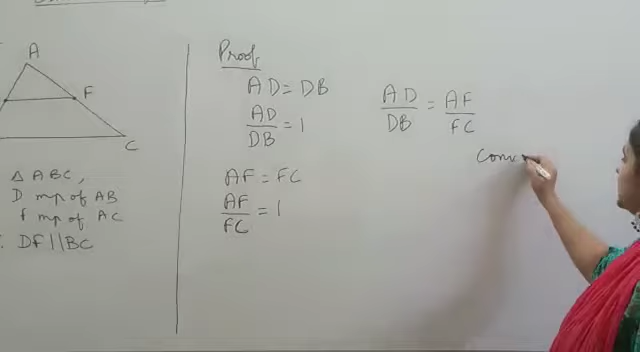 A
F
C
△ ABC,
D mp of AB
F mp of AC
DF || BC
Proof
AD = DB
AD/DB = 1
AF = FC
AF/FC = 1
AD/DB = AF/FC
Conv